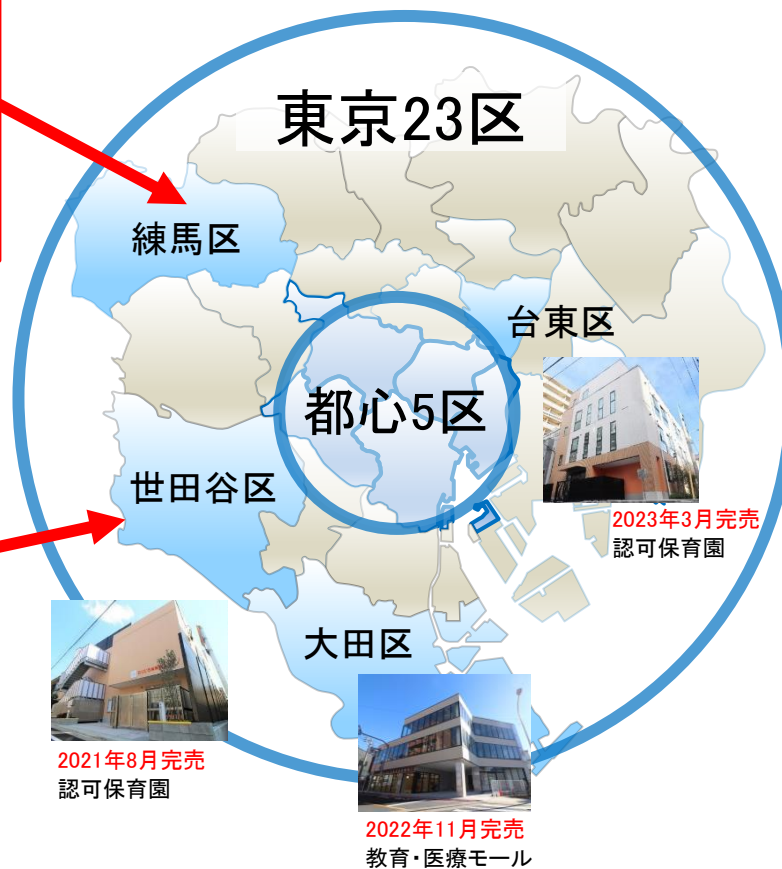 東京23区
練馬区
台東区
都心5区
世田谷区
2023年3月完売
認可保育園
大田区
2021年8月完売
認可保育園
2022年11月完売
教育・医療モール